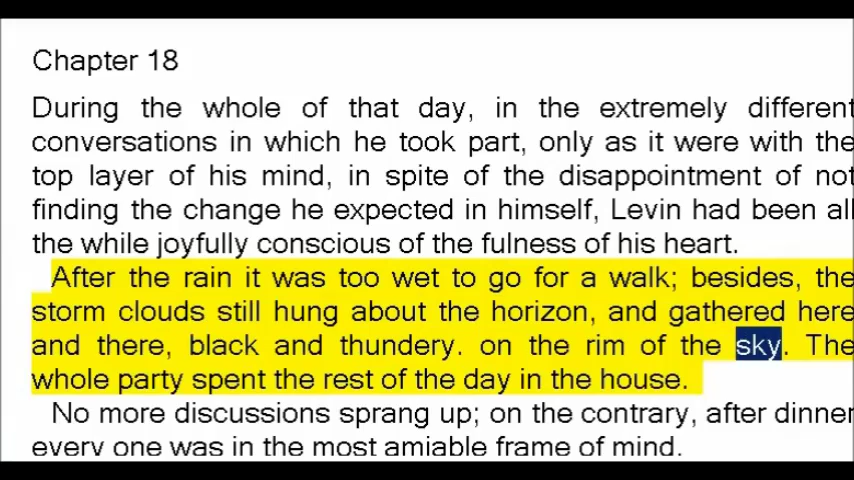 Chapter 18
During the whole of that day, in the extremely different
conversations in which he took part, only as it were with the
top layer of his mind, in spite of the disappointment of not
finding the change he expected in himself, Levin had been all
the while joyfully conscious of the fulness of his heart.
After the rain it was too wet to go for a walk; besides, the
storm clouds still hung about the horizon, and gathered here
and there, black and thundery. on the rim of the sky. The
whole party spent the rest of the day in the house.
No more discussions sprang up; on the contrary, after dinner
every one was in the most amiable frame of mind.